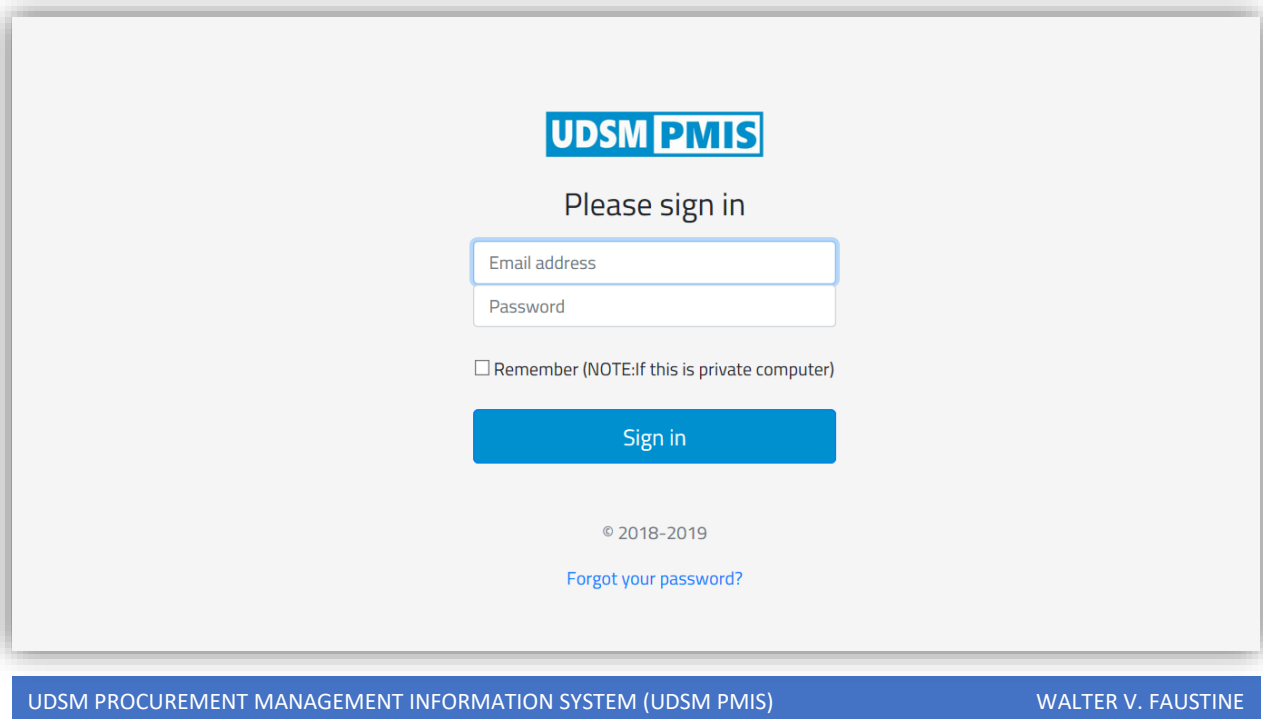 UDSM PMIS
Please sign in
Email address
Password
Remember (NOTE:If this is private computer)
Sign in
© 2018-2019
Forgot your password?
UDSM PROCUREMENT MANAGEMENT INFORMATION SYSTEM (UDSM PMIS) WALTER V. FAUSTINE